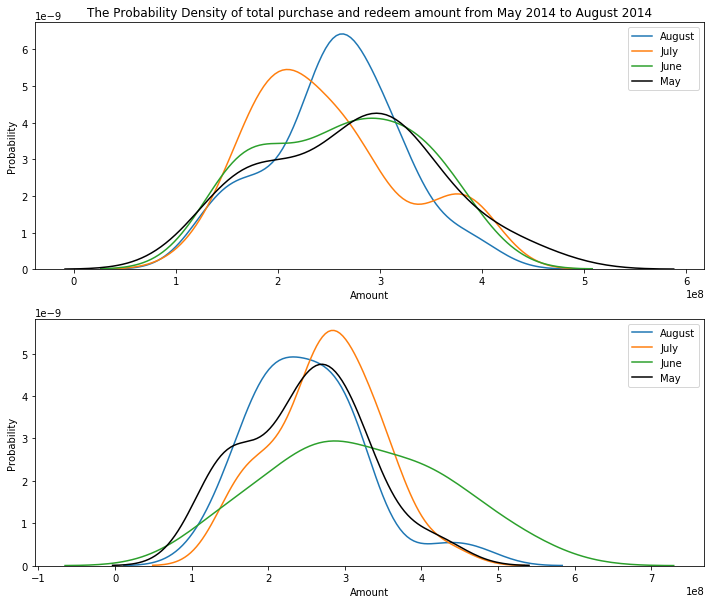 The Probability Density of total purchase and redeem amount from May 2014 to August 2014
1e−9
6
5
4
3
2
1
0
Probability
August
July
June
May
0 1 2 3 4 5 6
Amount
1e8
1e−9
5
4
3
2
1
0
Probability
August
July
June
May
−1 0 1 2 3 4 5 6 7
Amount
1e8